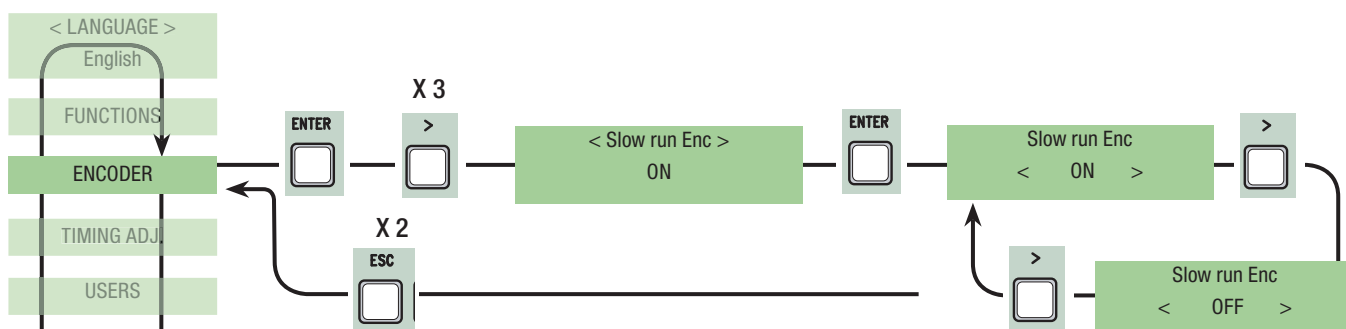 < LANGUAGE >
English
FUNCTIONS
ENCODER
TIMING ADJ.
USERS
ENTER
X 3
>
< Slow run Enc >
ON
ENTER
Slow run Enc
< ON >
>
X 2
ESC
>
Slow run Enc
< OFF >